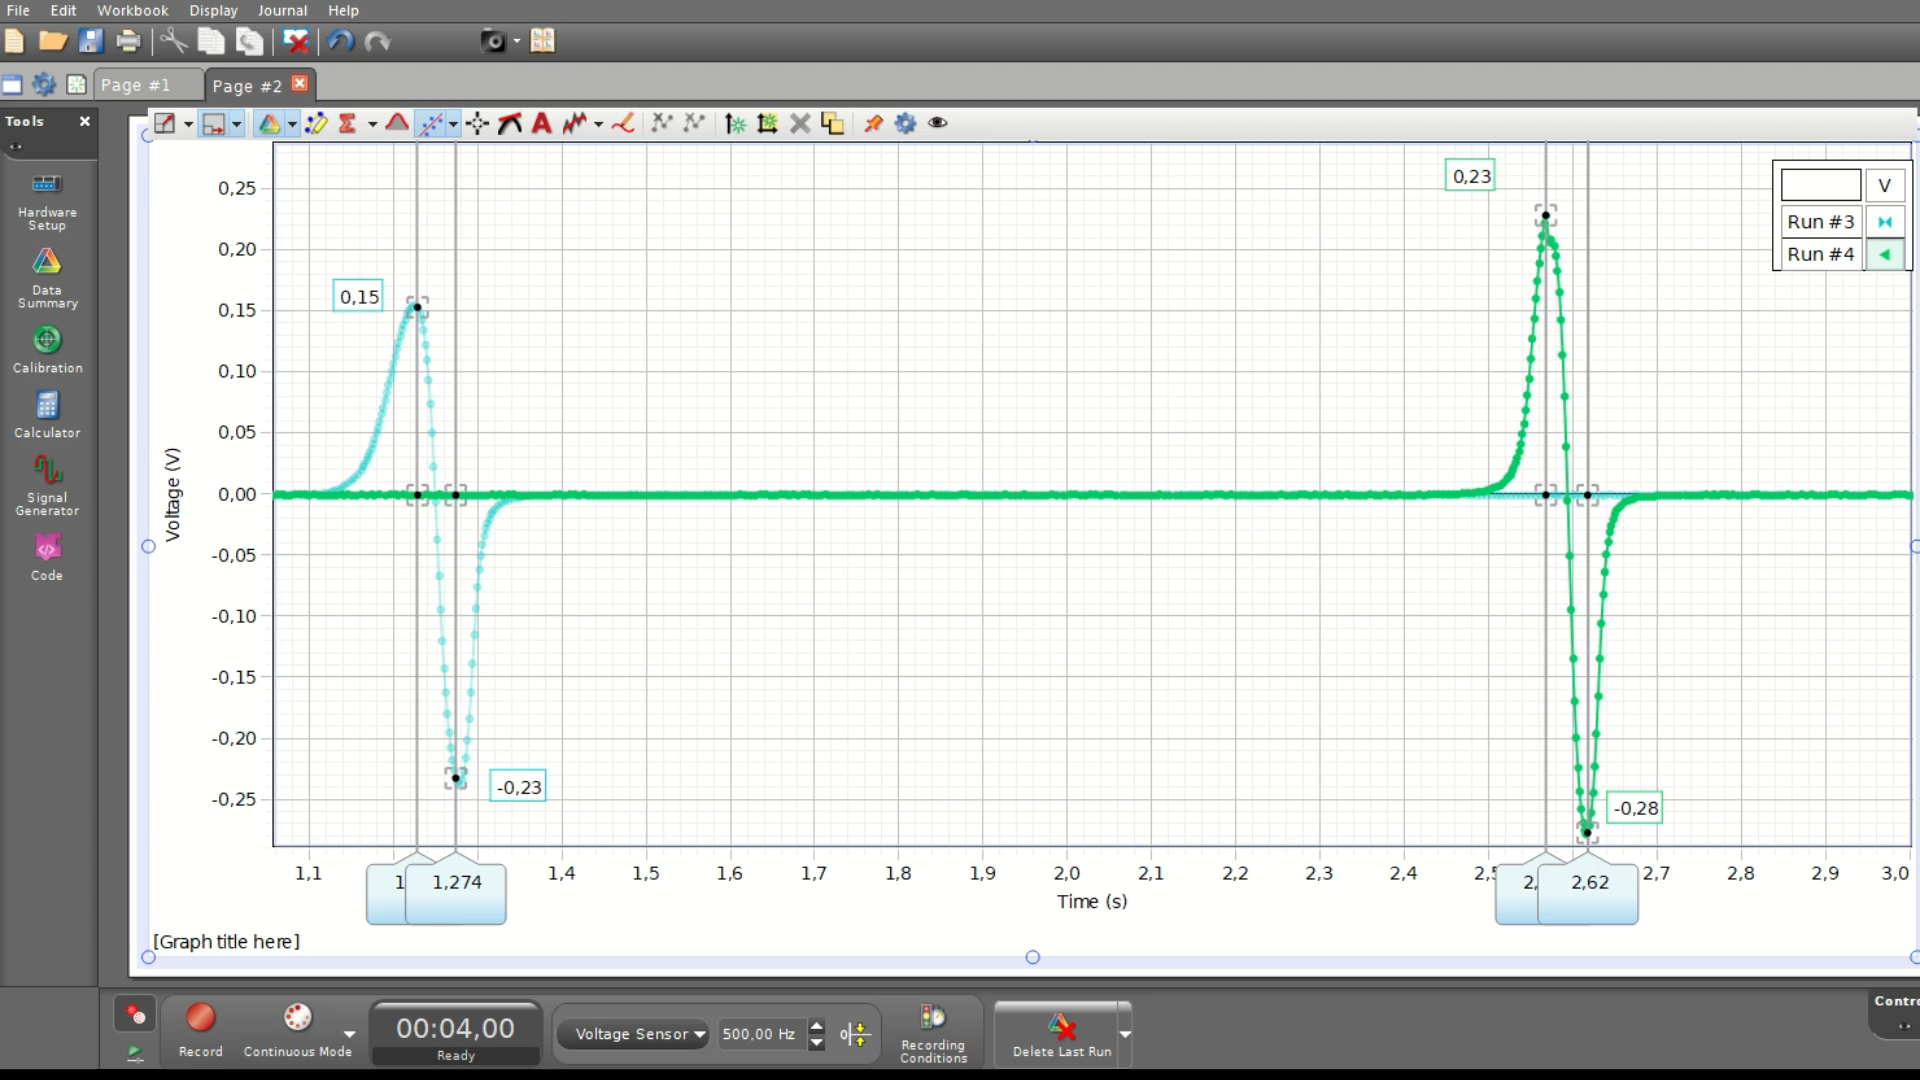 File Edit Workbook Display Journal Help
Page #1 Page #2
Tools
Hardware
Setup
Data
Summary
Calibration
Calculator
Signal
Generator
Code
0,25
0,20
0,15
0,10
0,05
0,00
-0,05
-0,10
-0,15
-0,20
-0,25
Voltage (V)
0,15
-0,23
0,23
-0,28
V
Run #3
Run #4
1,1 1,4 1,5 1,6 1,7 1,8 1,9 2,0 2,1 2,2 2,3 2,4 2,5 2,7 2,8 2,9 3,0
1,274 2,62
Time (s)
[Graph title here]
Record
Continuous Mode
00:04,00
Ready
Voltage Sensor
500,00 Hz
Recording
Conditions
Delete Last Run